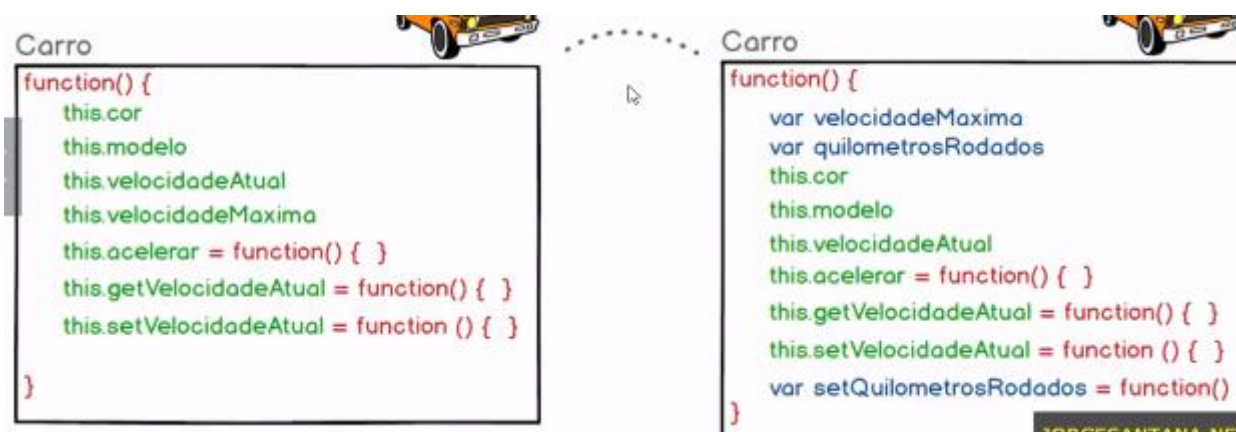 Carro
function() {
this.cor
this.modelo
this.velocidadeAtual
this.velocidadeMaxima
this.acelerar = function() { }
this.getVelocidadeAtual = function() { }
this.setVelocidadeAtual = function () { }
}
Carro
function() {
var velocidadeMaxima
var quilometrosRodados
this.cor
this.modelo
this.velocidadeAtual
this.acelerar = function() { }
this.getVelocidadeAtual = function() { }
this.setVelocidadeAtual = function () { }
var setQuilometrosRodados = function()
}